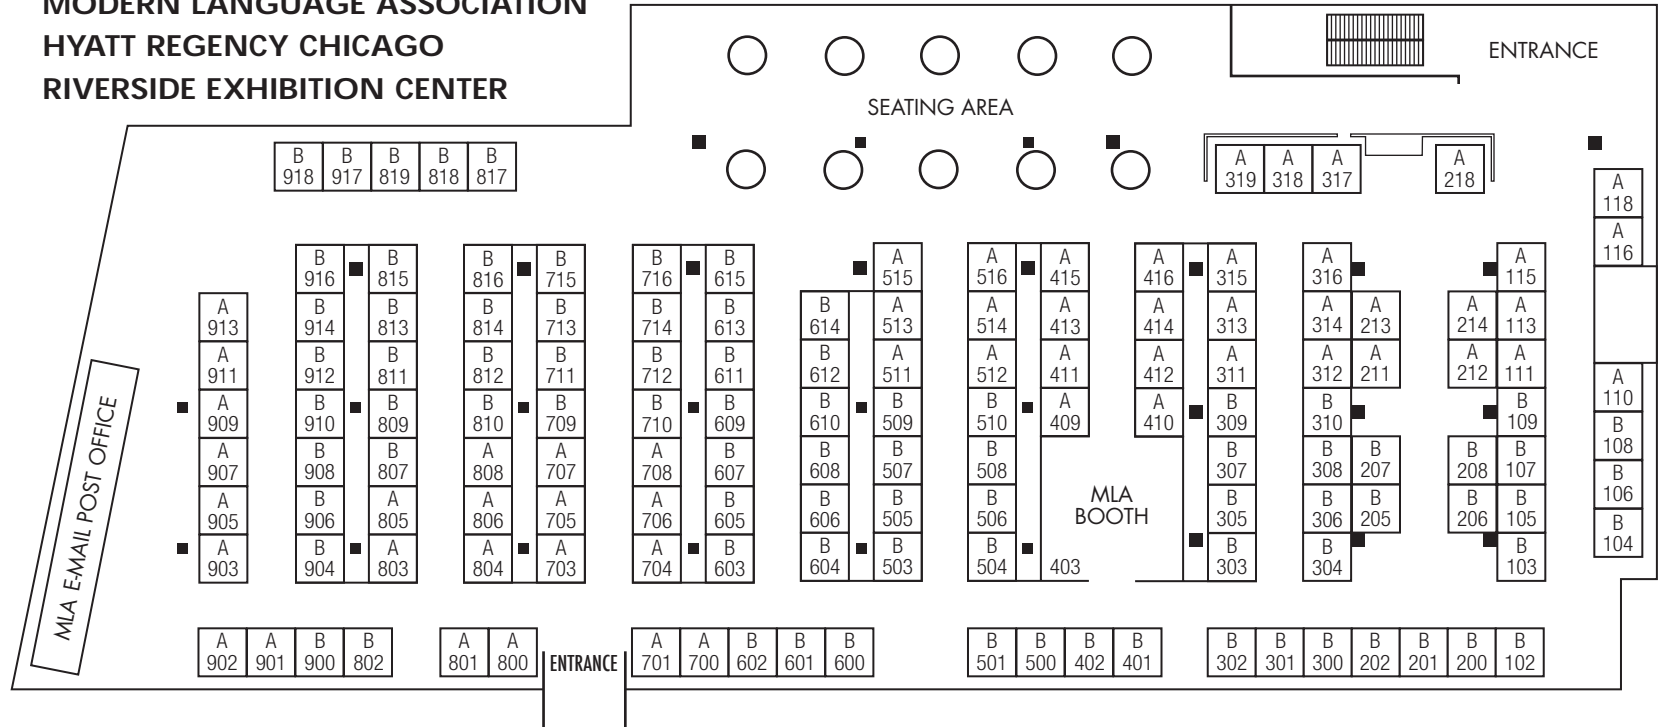 MODERN LANGUAGE ASSOCIATION
HYATT REGENCY CHICAGO
RIVERSIDE EXHIBITION CENTER
ENTRANCE
SEATING AREA
B 918 B 917 B 819 B 818 B 817
A 319 A 318 A 317 A 218
A 118
A 116
B 916 B 815 B 816 B 715 B 716 B 615 A 515 A 516 A 415 A 416 A 315 A 316 A 115
A 913 B 914 B 813 B 814 B 713 B 714 B 613 B 614 A 513 A 514 A 413 A 414 A 313 A 314 A 213 A 214 A 113
A 911 B 912 B 811 B 812 B 711 B 712 B 611 B 612 A 511 A 512 A 411 A 412 A 311 A 312 A 211 A 212 A 111
A 909 B 910 B 809 B 810 B 709 B 710 B 609 B 610 B 509 B 510 A 409 A 410 B 309 B 310 B 109 A 110
A 907 B 908 B 807 A 808 A 707 A 708 B 607 B 608 B 507 B 508 B 307 B 308 B 207 B 208 B 107 B 108
MLA E-MAIL POST OFFICE
MLA
BOOTH
A 905 B 906 A 805 A 806 A 705 A 706 B 605 B 606 B 505 B 506 B 305 B 306 B 205 B 206 B 105 B 106
A 903 B 904 A 803 A 804 A 703 A 704 B 603 B 604 B 503 B 504 403 B 303 B 304 B 103 B 104
A 902 A 901 B 900 B 802 A 801 A 800 ENTRANCE A 701 A 700 B 602 B 601 B 600 B 501 B 500 B 402 B 401 B 302 B 301 B 300 B 202 B 201 B 200 B 102